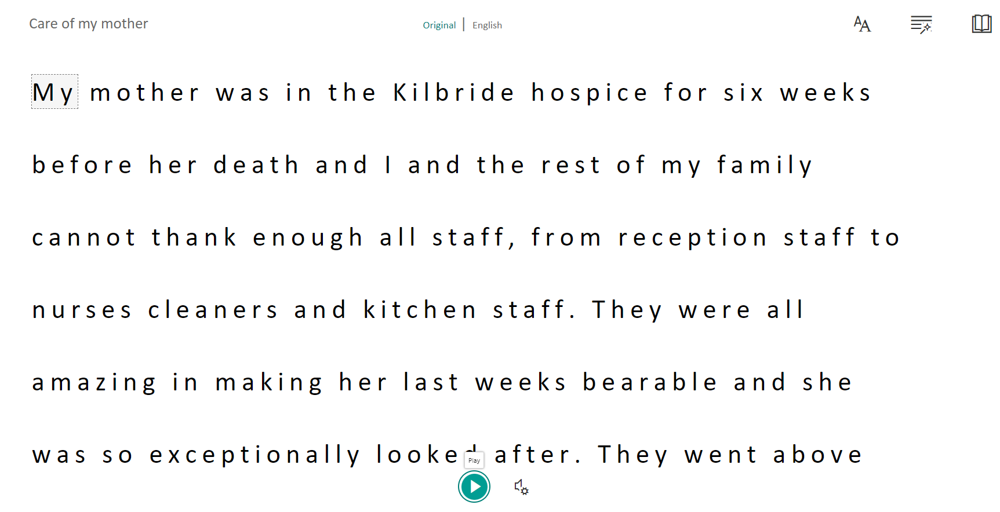 Care of my mother
Original | English
My mother was in the Kilbride hospice for six weeks
before her death and I and the rest of my family
cannot thank enough all staff, from reception staff to
nurses cleaners and kitchen staff. They were all
amazing in making her last weeks bearable and she
was so exceptionally looked after. They went above
Play